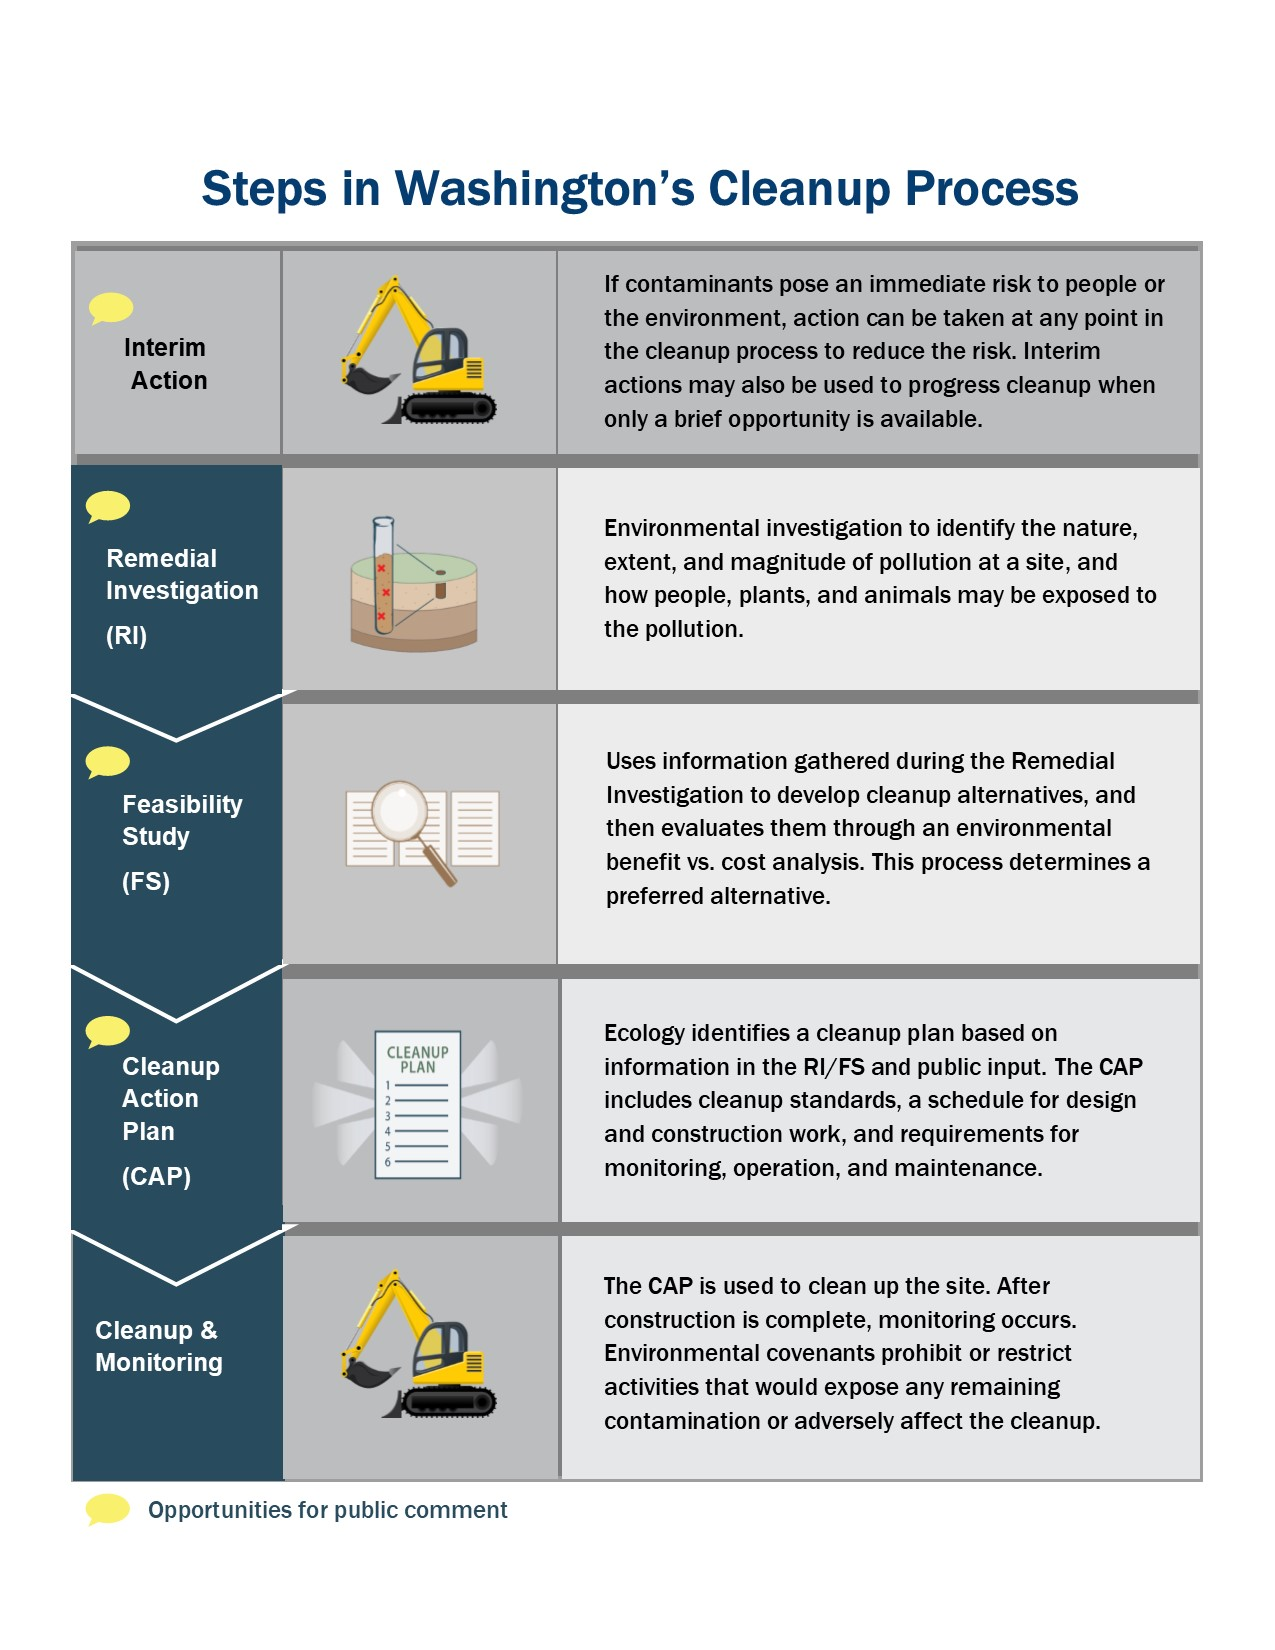 Steps in Washington’s Cleanup Process
Interim
Action
If contaminants pose an immediate risk to people or
the environment, action can be taken at any point in
the cleanup process to reduce the risk. Interim
actions may also be used to progress cleanup when
only a brief opportunity is available.
Remedial
Investigation
(RI)
Environmental investigation to identify the nature,
extent, and magnitude of pollution at a site, and
how people, plants, and animals may be exposed to
the pollution.
Feasibility
Study
(FS)
Uses information gathered during the Remedial
Investigation to develop cleanup alternatives, and
then evaluates them through an environmental
benefit vs. cost analysis. This process determines a
preferred alternative.
Cleanup
Action
Plan
(CAP)
CLEANUP
PLAN
1
2
3
4
5
6
Ecology identifies a cleanup plan based on
information in the RI/FS and public input. The CAP
includes cleanup standards, a schedule for design
and construction work, and requirements for
monitoring, operation, and maintenance.
Cleanup &
Monitoring
The CAP is used to clean up the site. After
construction is complete, monitoring occurs.
Environmental covenants prohibit or restrict
activities that would expose any remaining
contamination or adversely affect the cleanup.
Opportunities for public comment